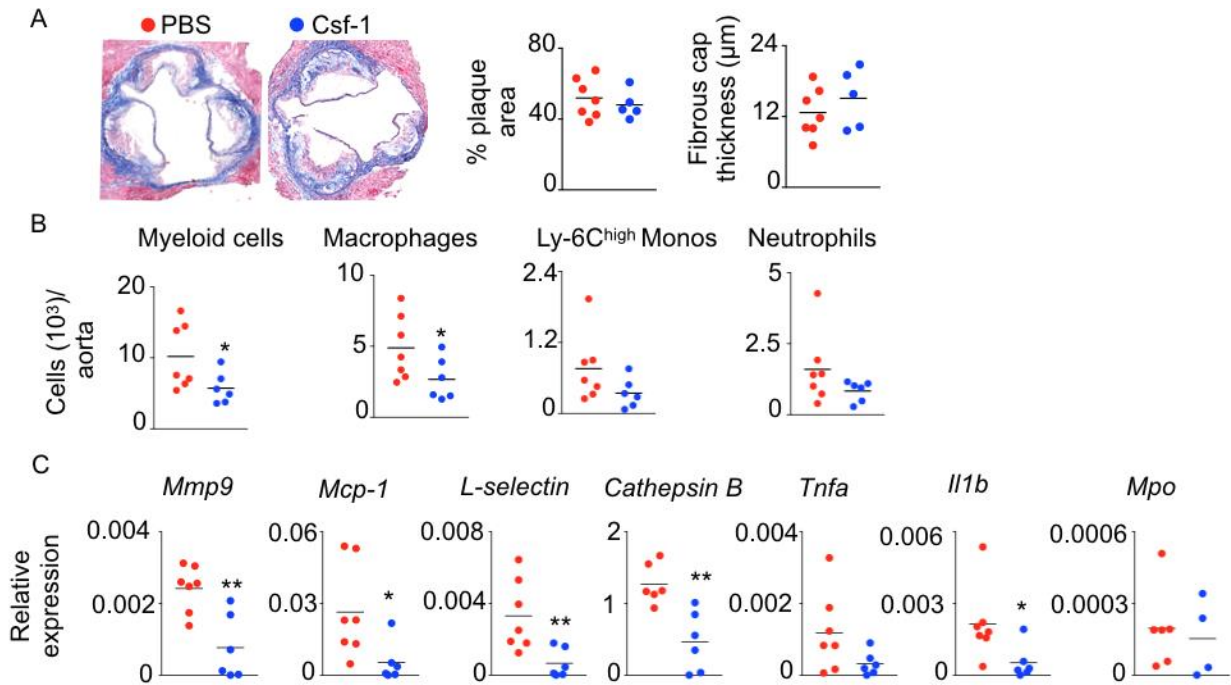 A
PBS
Csf-1
% plaque
area
80
40
0
Fibrous cap
thickness (µm)
24
12
0
B
Myeloid cells
Macrophages
Ly-6Chigh Monos
Neutrophils
Cells (10³)/
aorta
20
10
0
*
10
5
0
*
2.4
1.2
0
5
2.5
0
C
Mmp9
Mcp-1
L-selectin
Cathepsin B
Tnfa
Il1b
Mpo
Relative
expression
0.004
0.002
0
**
0.06
0.03
0
*
0.008
0.004
0
**
2
1
0
**
0.004
0.002
0
0.006
0.003
0
*
0.0006
0.0003
0